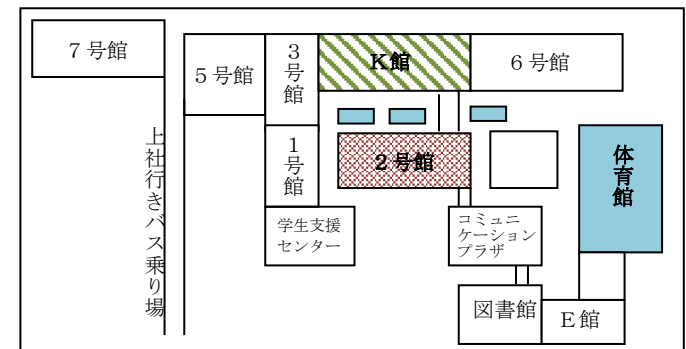 7号館
5号館
3号館
K館
6号館
1号館
2号館
体育館
上社行きバス乗り場
学生支援
センター
コミュニ
ケーション
プラザ
図書館
E館